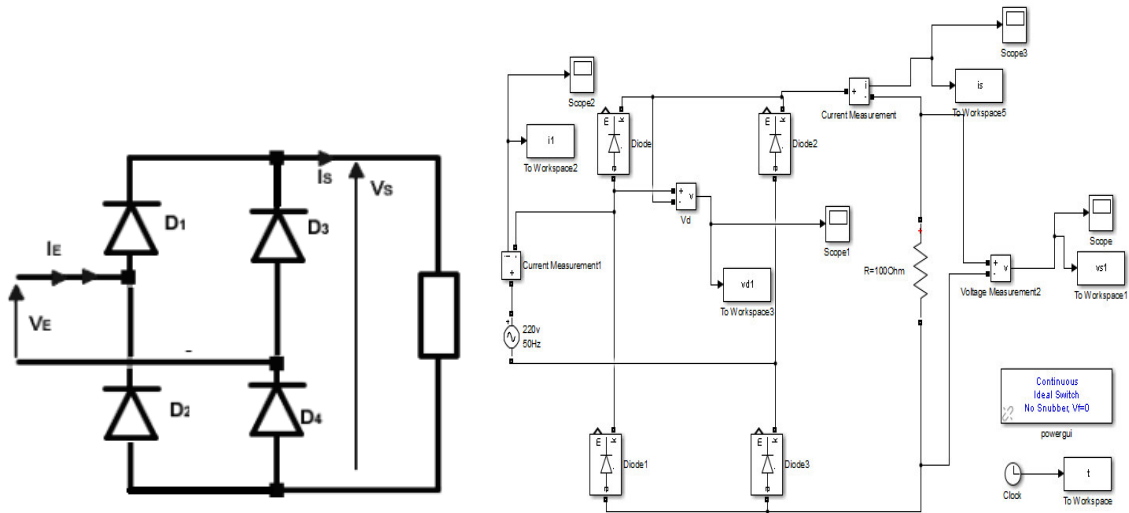 D1
D3
IS
VS
IE
VE
-
D2
D4
Scope2
i1
To Workspace2
m
k
a
Diode
m
k
a
Diode2
+
-
i
Current Measurement
Scope3
is
To Workspace5
+
-
v
Vd
Scope1
vd1
To Workspace3
i
-
+
Current Measurement1
+
220v
50Hz
+
R=100Ohm
+
-
v
Voltage Measurement2
Scope
vs1
To Workspace1
m
k
a
Diode1
m
k
a
Diode3
Continuous
Ideal Switch
No Snubber, Vf=0
powergui
Clock
t
To Workspace